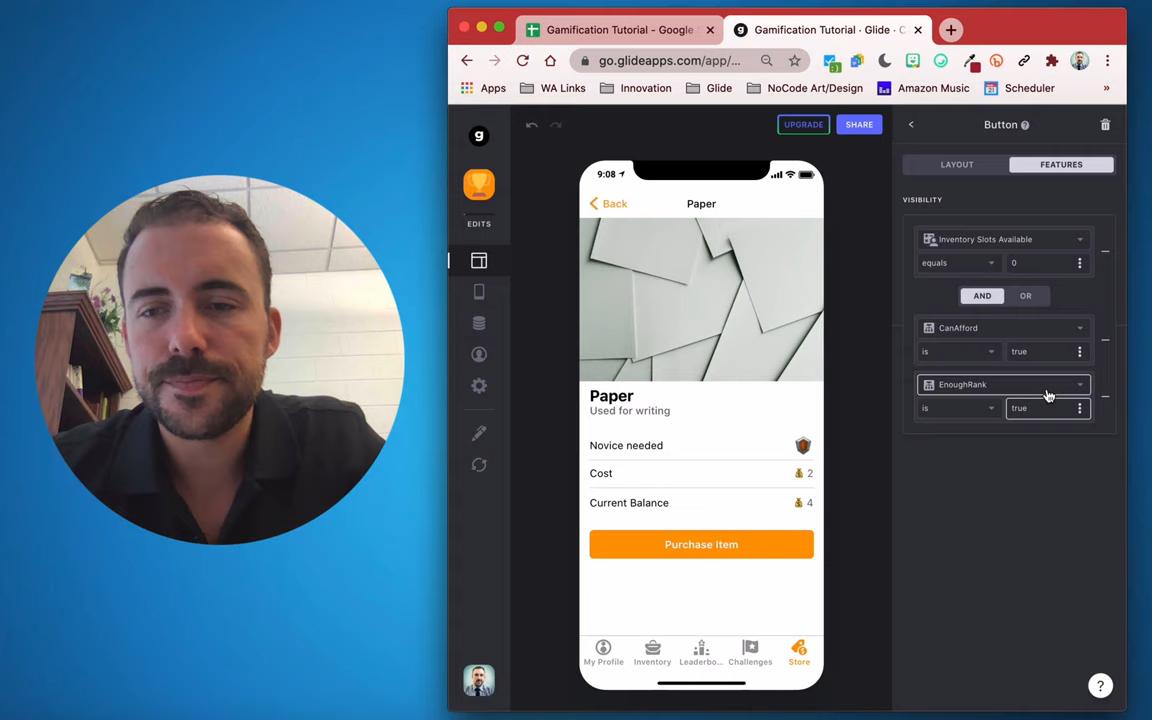 Gamification Tutorial - Google
Gamification Tutorial · Glide · C
go.glideapps.com/app/...
Apps
WA Links
Innovation
Glide
NoCode Art/Design
Amazon Music
Scheduler
»
g
UPGRADE
SHARE
EDITS
9:08
Back
Paper
Paper
Used for writing
Novice needed
Cost
2
Current Balance
4
Purchase Item
My Profile
Inventory
Leaderbo...
Challenges
Store
Button
LAYOUT
FEATURES
VISIBILITY
Inventory Slots Available
equals
0
AND
OR
CanAfford
is
true
EnoughRank
is
true
?